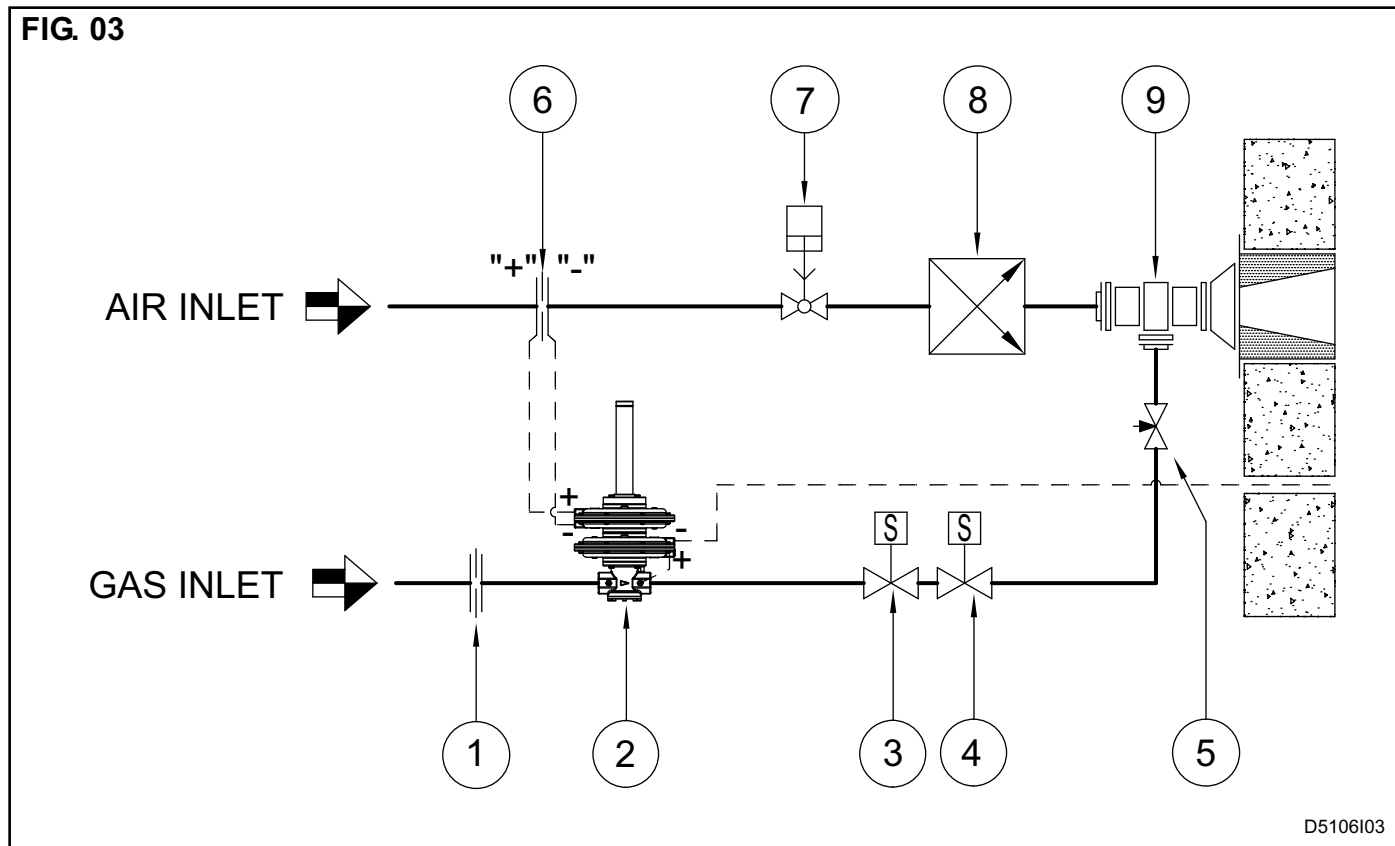 FIG. 03
6
7
8
9
"+" "-"
AIR INLET
+
-
-
+
S
S
GAS INLET
1
2
3
4
5
D5106I03